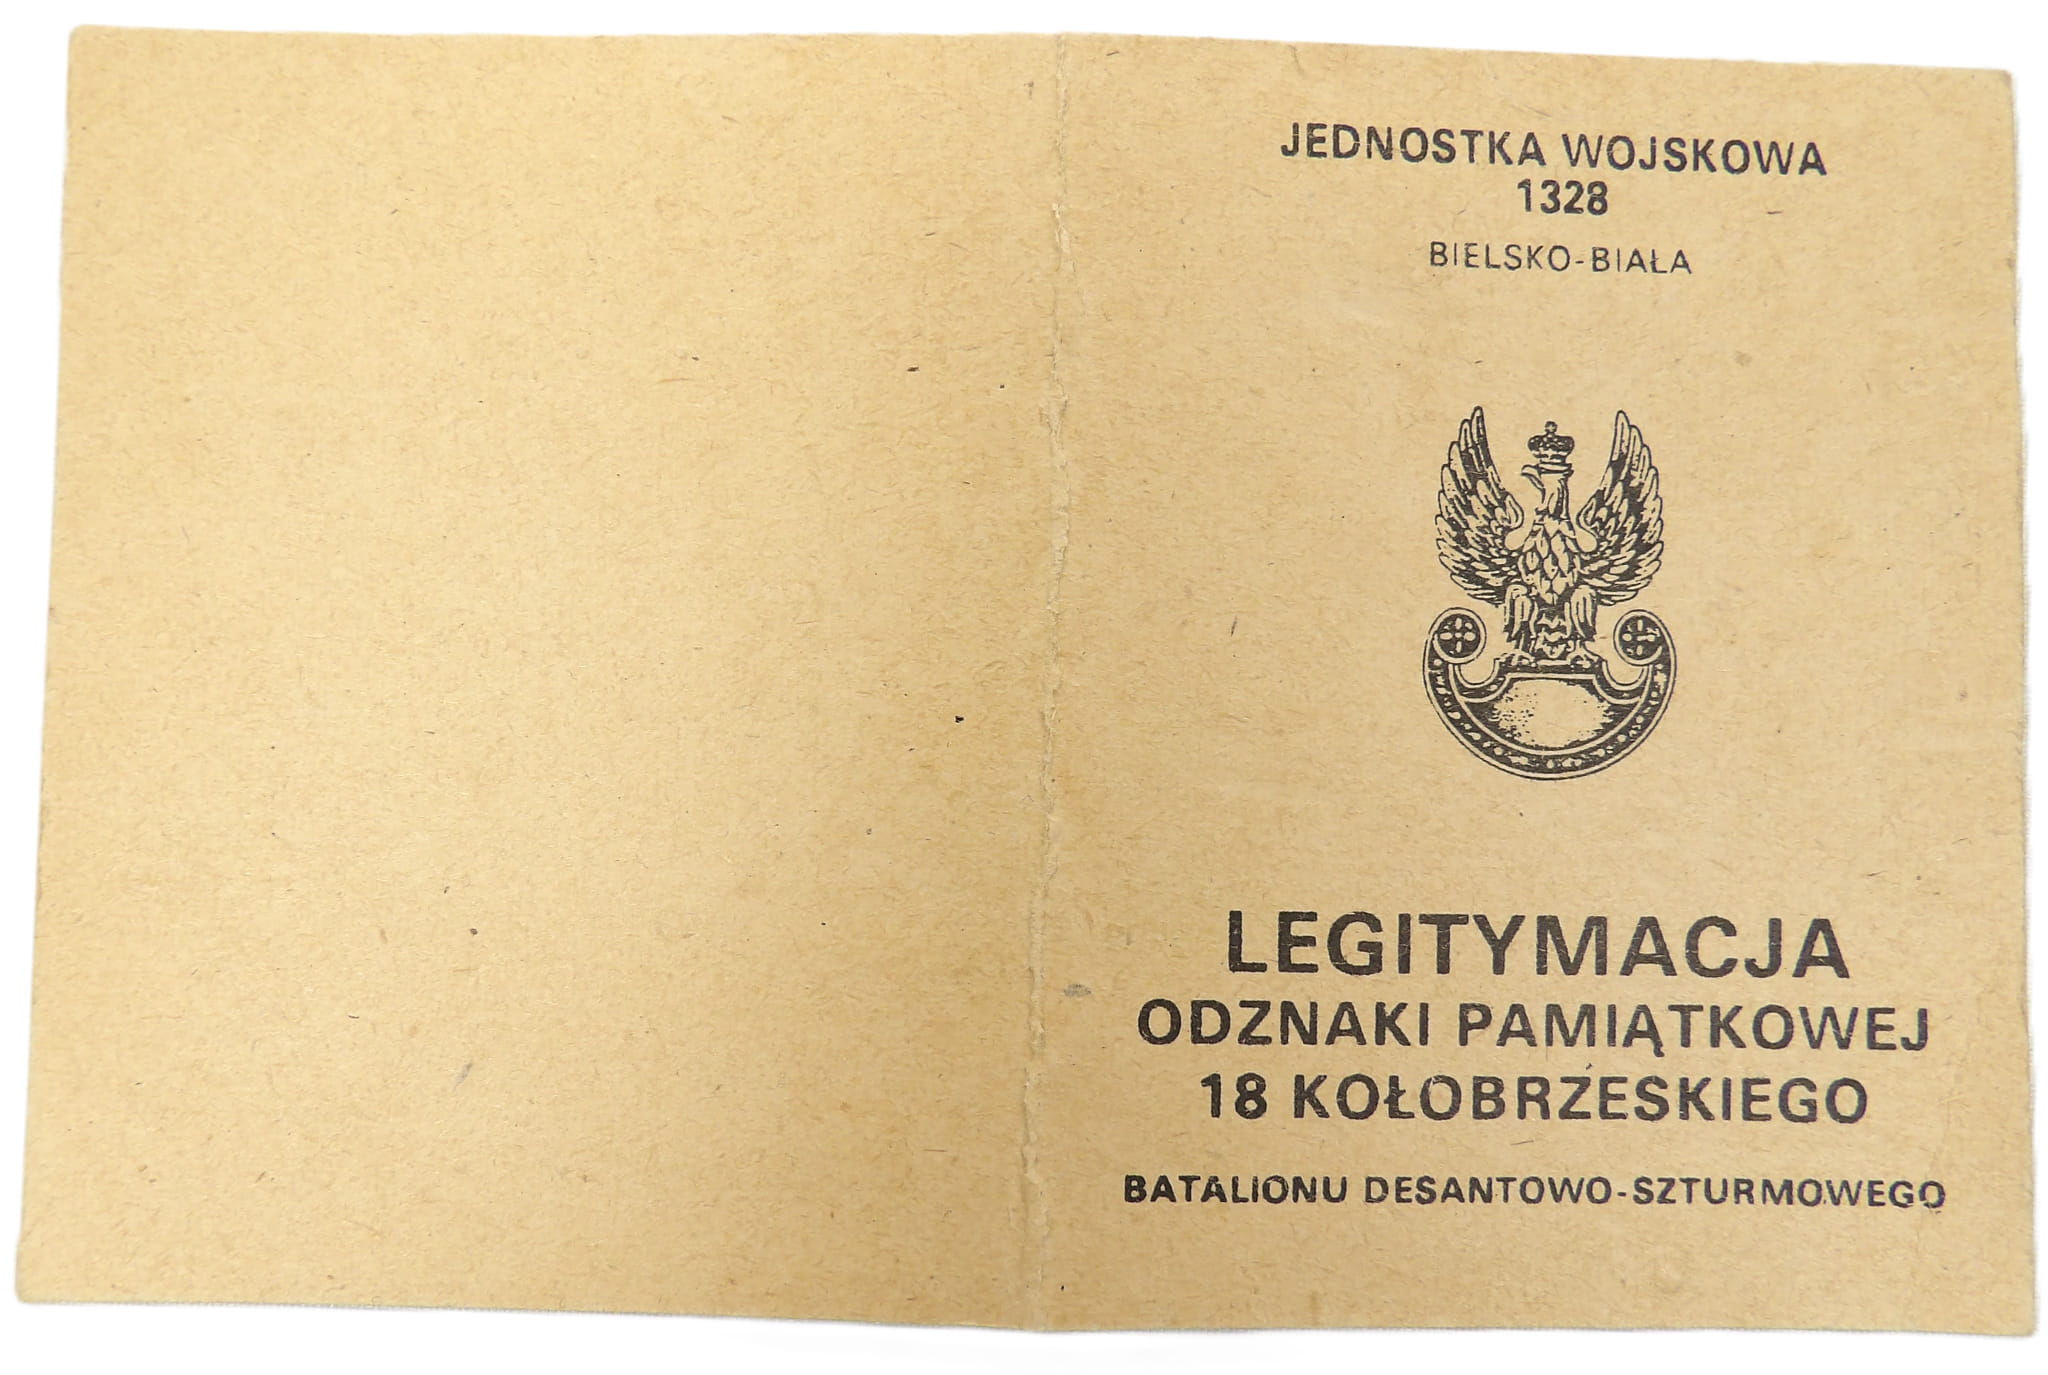 JEDNOSTKA WOJSKOWA
1328
BIELSKO-BIAŁA
LEGITYMACJA
ODZNAKI PAMIĄTKOWEJ
18 KOŁOBRZESKIEGO
BATALIONU DESANTOWO-SZTURMOWEGO